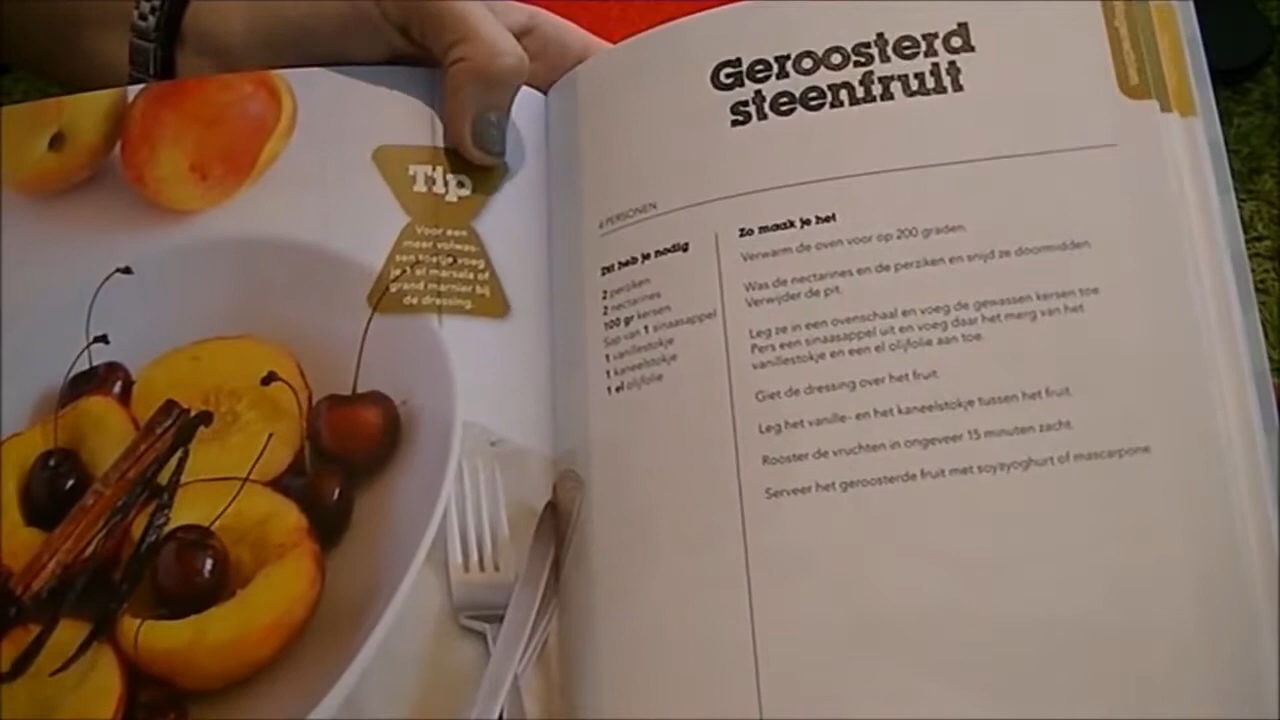 Tip
Voor een
meer volwas-
sen toetje voeg
je 1 el marsala of
grand marnier bij
de dressing.
Geroosterd
steenfruit
4 PERSONEN
Dit heb je nodig
2 perziken
2 nectarines
100 gr kersen
Sap van 1 sinaasappel
1 vanillestokje
1 kaneelstokje
1 el olijfolie
Zo maak je het
Verwarm de oven voor op 200 graden.
Was de nectarines en de perziken en snijd ze doormidden.
Verwijder de pit.
Leg ze in een ovenschaal en voeg de gewassen kersen toe
Pers een sinaasappel uit en voeg daar het merg van het
vanillestokje en een el olijfolie aan toe.
Giet de dressing over het fruit.
Leg het vanille- en het kaneelstokje tussen het fruit.
Rooster de vruchten in ongeveer 15 minuten zacht.
Serveer het geroosterde fruit met soyayoghurt of mascarpone